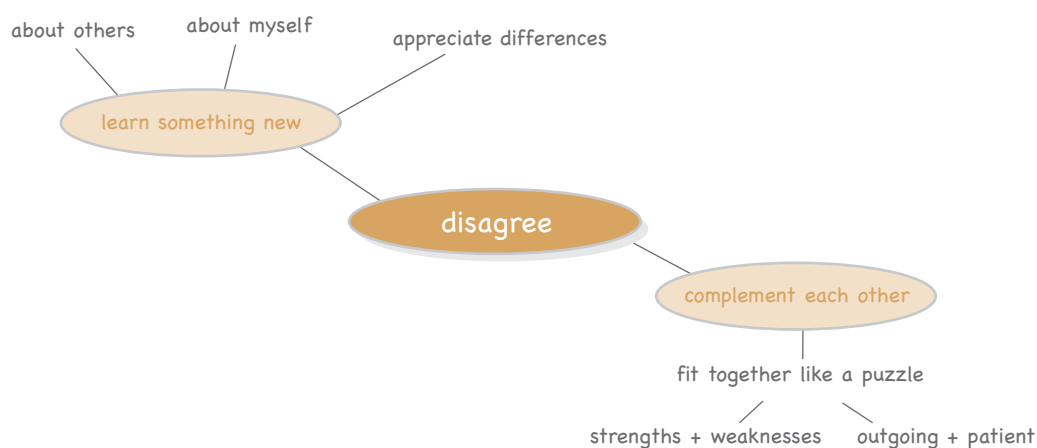 about others
about myself
appreciate differences
learn something new
disagree
complement each other
fit together like a puzzle
strengths + weaknesses
outgoing + patient